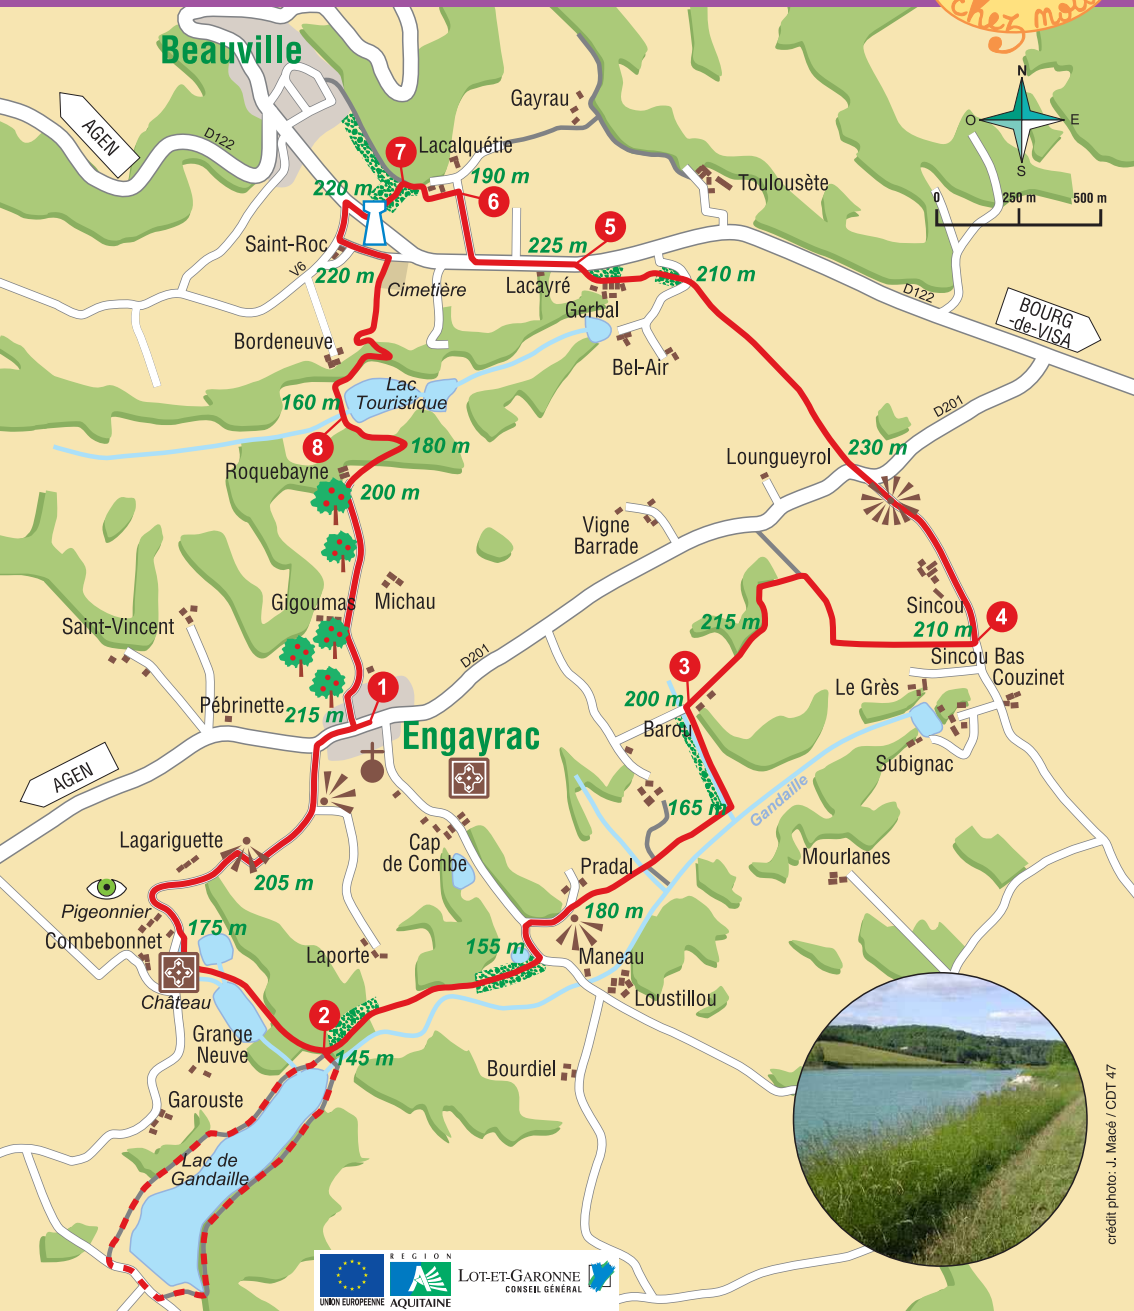 chez nous
Beauville
AGEN
D122
Gayrau
N
O
E
S
0
250 m
500 m
7
Lacalquétie
190 m
220 m
6
Toulousète
Saint-Roc
V6
220 m
Cimetière
225 m
5
210 m
Lacayré
Gerbal
D122
BOURG
-de-VISA
Bordeneuve
Bel-Air
Lac
Touristique
160 m
8
180 m
D201
230 m
Loungueyrol
Roquebayne
200 m
Vigne
Barrade
Gigoumas
Michau
Saint-Vincent
Sincou
210 m
4
215 m
Sincou Bas
Couzinet
D201
3
Le Grès
200 m
Pébrinette
215 m
1
Barou
Engayrac
Subignac
AGEN
165 m
Gandaille
Lagariguette
Cap
de Combe
Mourlanes
Pradal
205 m
Pigeonnier
175 m
180 m
Combebonnet
Laporte
155 m
Maneau
Château
Loustillou
2
Grange
Neuve
145 m
Bourdiel
Garouste
Lac de
Gandaille
crédit photo: J. Macé / CDT 47
UNION EUROPEENNE
REGION
AQUITAINE
LOT-ET-GARONNE
CONSEIL GÉNÉRAL